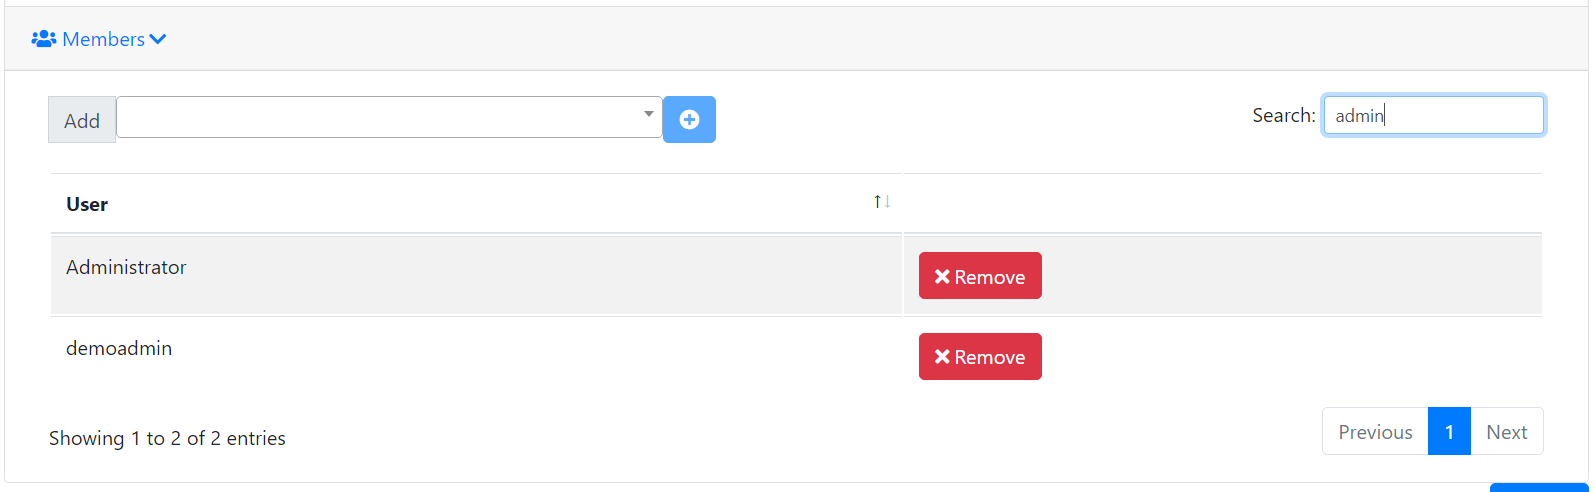 Members
Add
Search: admin
User
Administrator Remove
demoadmin Remove
Showing 1 to 2 of 2 entries
Previous 1 Next